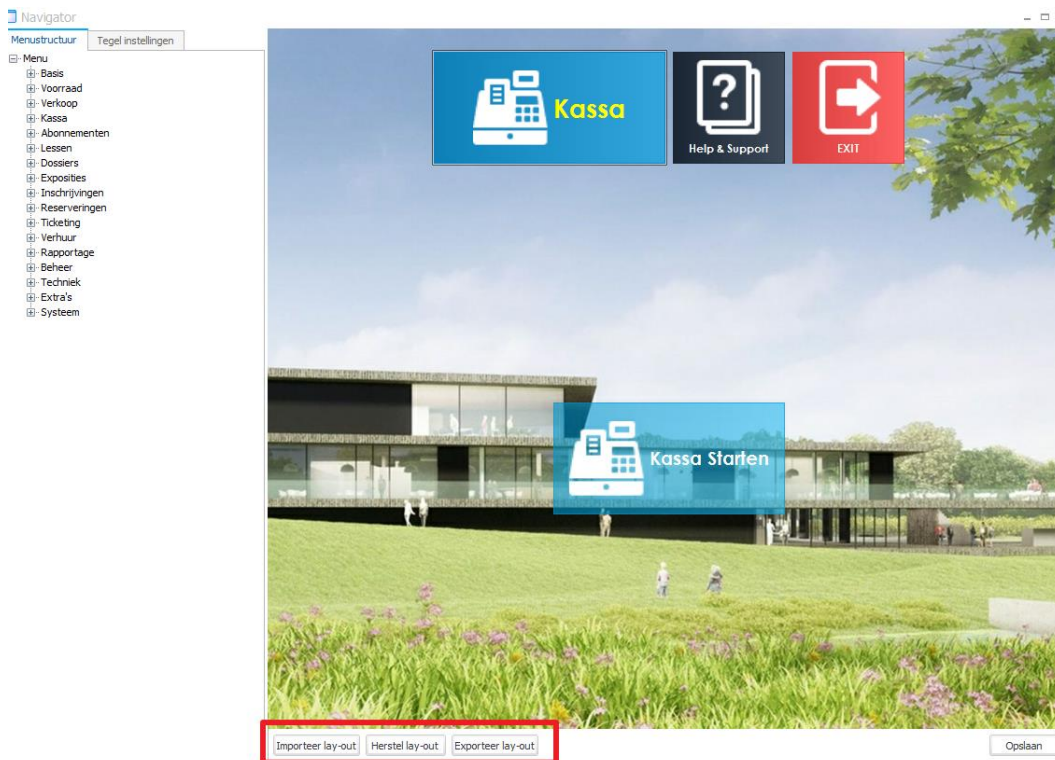 Navigator
Menustructuur
Tegel instellingen
Menu
Basis
Voorraad
Verkoop
Kassa
Abonnementen
Lessen
Dossiers
Exposities
Inschrijvingen
Reserveringen
Ticketing
Verhuur
Rapportage
Beheer
Techniek
Extra's
Systeem
Kassa
Help & Support
EXIT
Kassa Starten
Importeer lay-out
Herstel lay-out
Exporteer lay-out
Opslaan